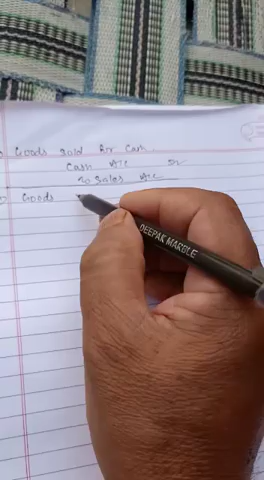 Goods sold for Cash
Cash A/c Dr
To Sales A/c
Goods
DEEPAK MARBLE